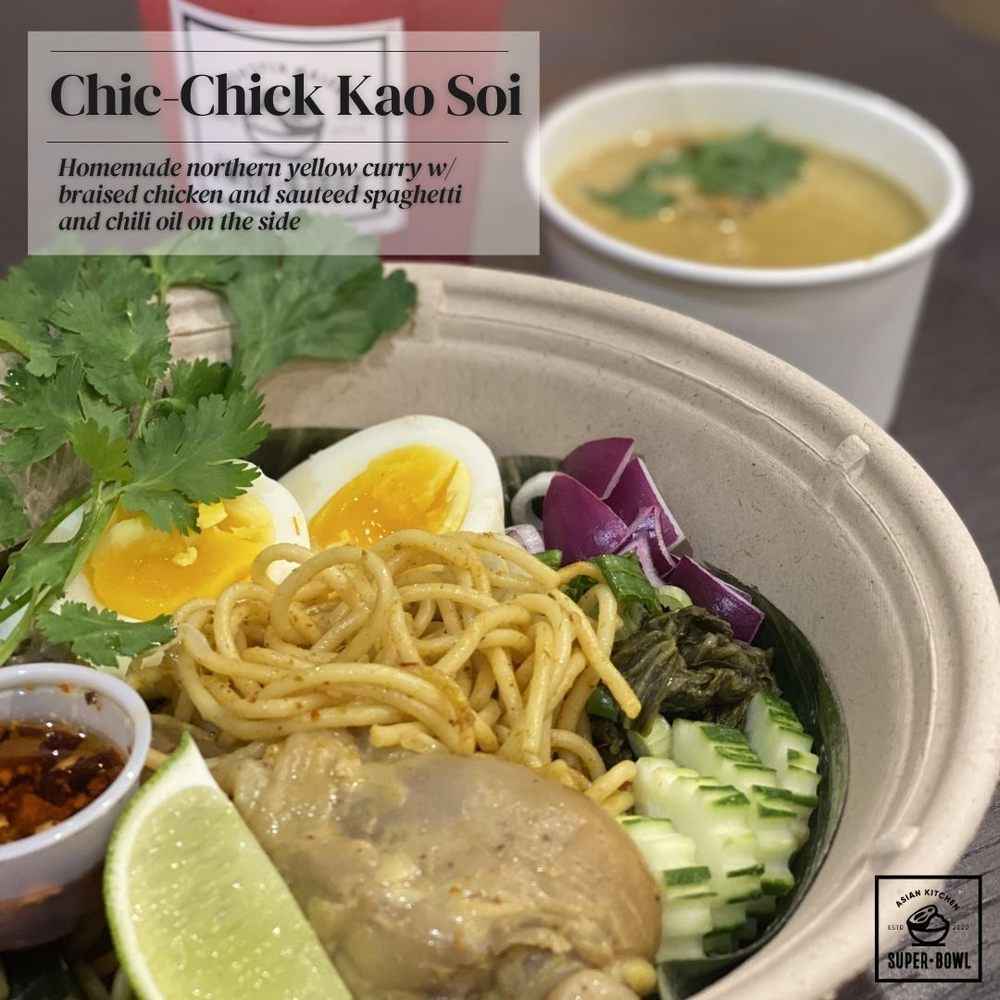 Chic-Chick Kao Soi
Homemade northern yellow curry w/
braised chicken and sauteed spaghetti
and chili oil on the side
ASIAN KITCHEN
ESTD 2020
SUPER•BOWL